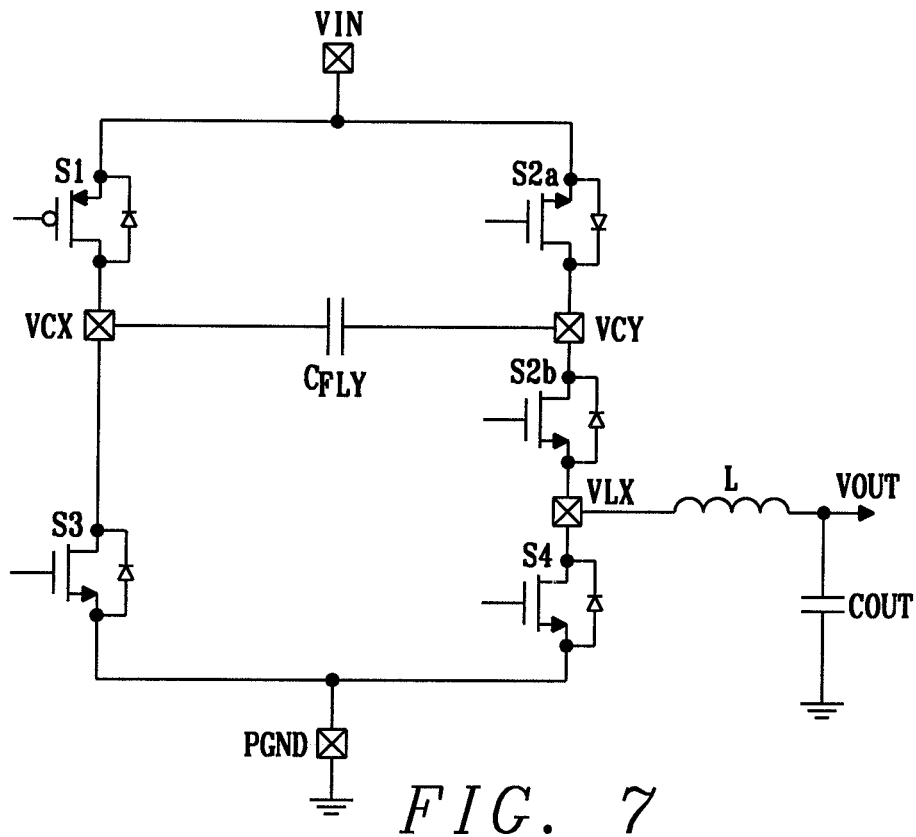 VIN
S1
S2a
VCX
CFLY
VCY
S2b
VLX
L
VOUT
S3
S4
COUT
PGND
FIG. 7